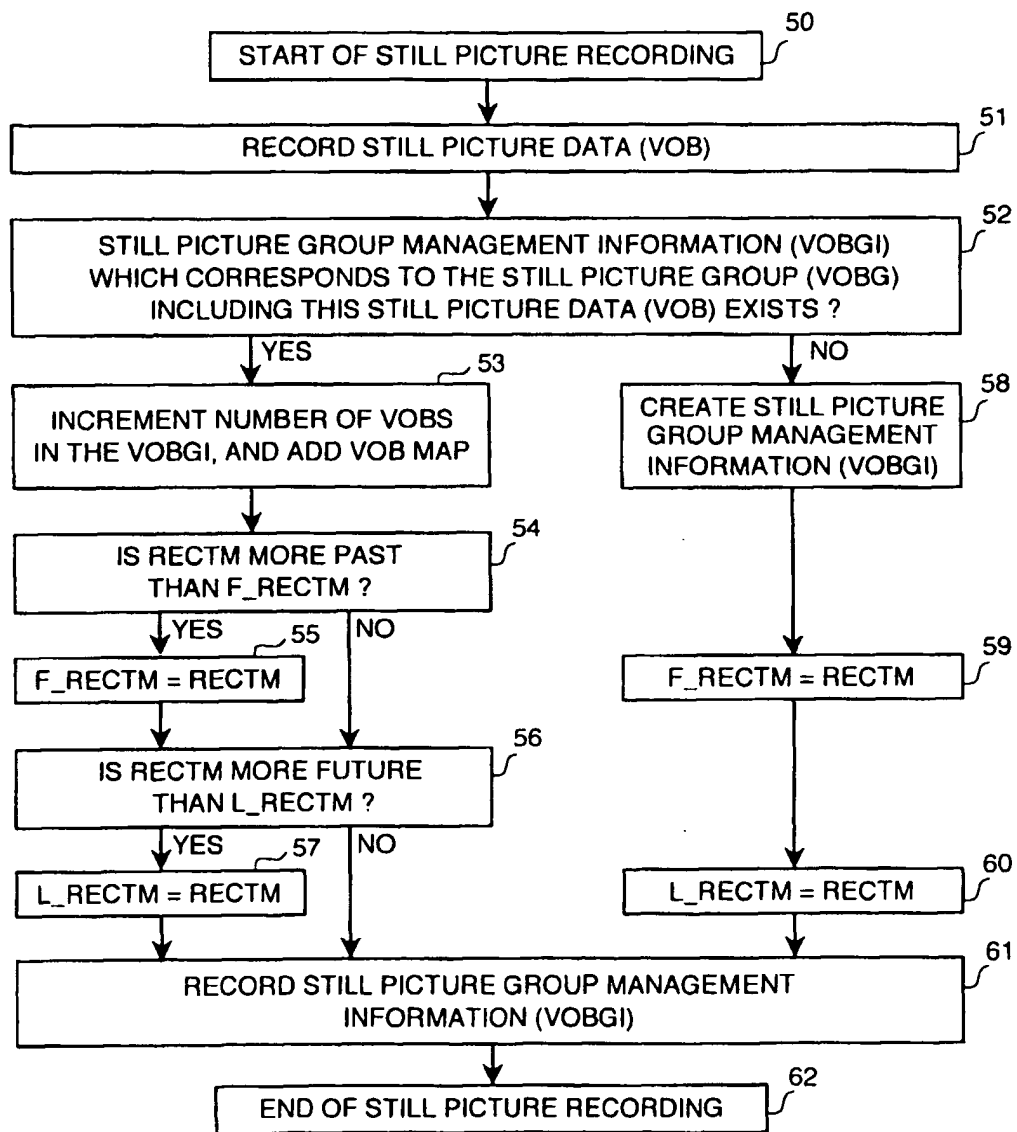 50
START OF STILL PICTURE RECORDING
51
RECORD STILL PICTURE DATA (VOB)
52
STILL PICTURE GROUP MANAGEMENT INFORMATION (VOBGI)
WHICH CORRESPONDS TO THE STILL PICTURE GROUP (VOBG)
INCLUDING THIS STILL PICTURE DATA (VOB) EXISTS ?
YES
NO
53
INCREMENT NUMBER OF VOBS
IN THE VOBGI, AND ADD VOB MAP
58
CREATE STILL PICTURE
GROUP MANAGEMENT
INFORMATION (VOBGI)
54
IS RECTM MORE PAST
THAN F_RECTM ?
YES
NO
55
F_RECTM = RECTM
59
F_RECTM = RECTM
56
IS RECTM MORE FUTURE
THAN L_RECTM ?
YES
NO
57
L_RECTM = RECTM
60
L_RECTM = RECTM
61
RECORD STILL PICTURE GROUP MANAGEMENT
INFORMATION (VOBGI)
62
END OF STILL PICTURE RECORDING